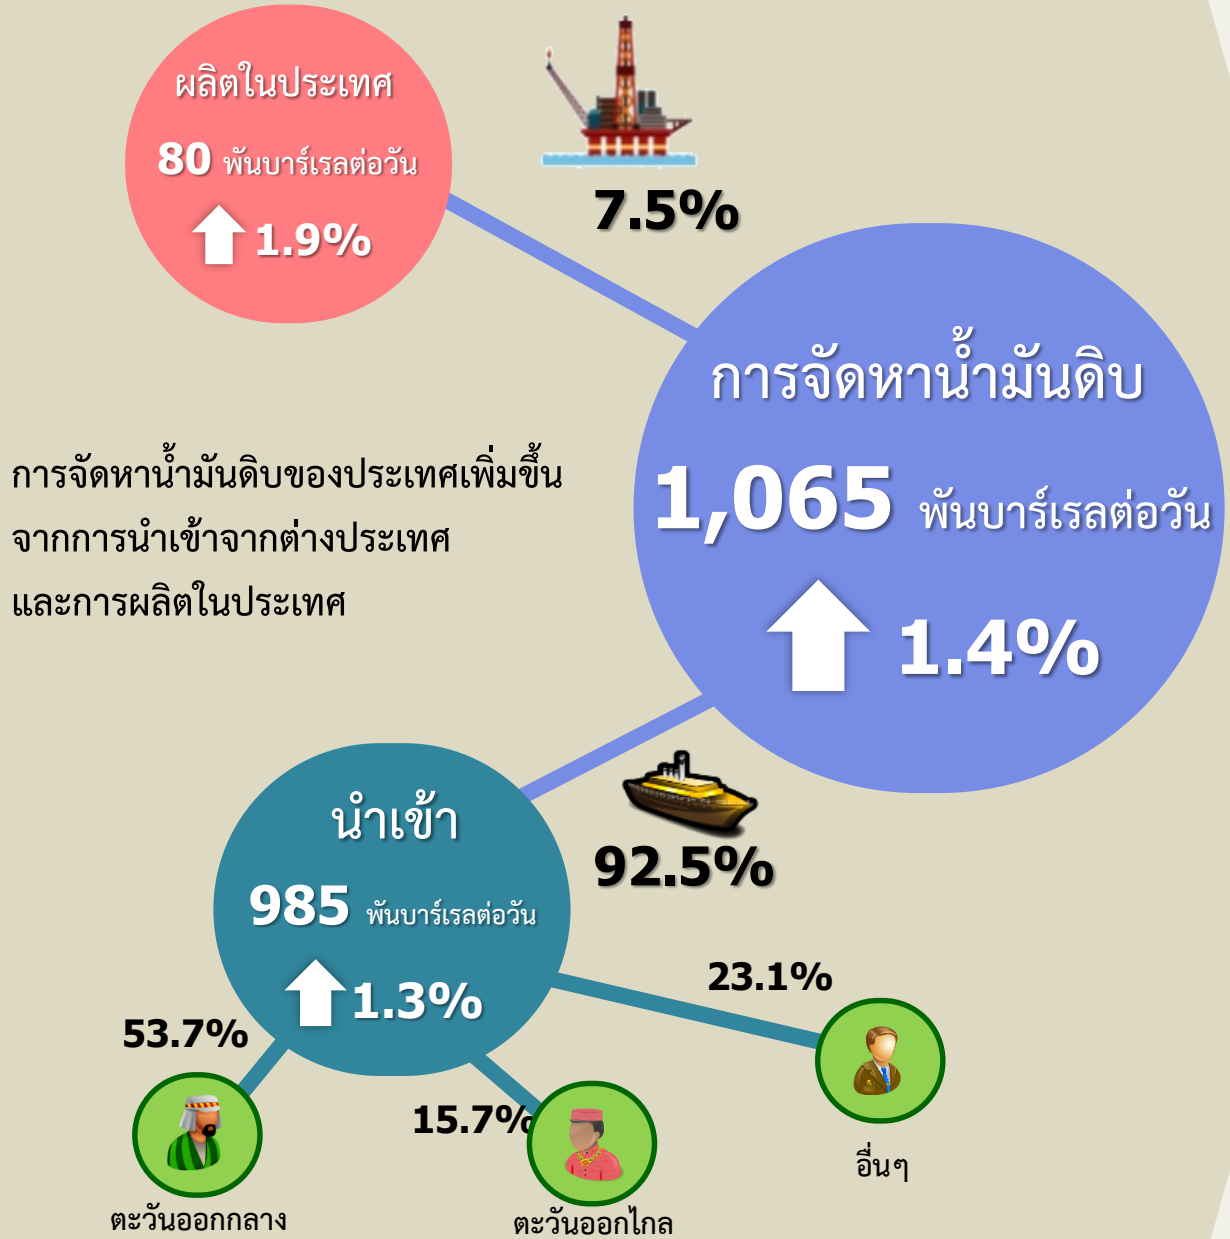 ผลิตในประเทศ
80 พันบาร์เรลต่อวัน
1.9%
7.5%
การจัดหาน้ำมันดิบ
1,065 พันบาร์เรลต่อวัน
1.4%
การจัดหาน้ำมันดิบของประเทศเพิ่มขึ้น
จากการนำเข้าจากต่างประเทศ
และการผลิตในประเทศ
นำเข้า
985 พันบาร์เรลต่อวัน
1.3%
92.5%
53.7%
ตะวันออกกลาง
15.7%
ตะวันออกไกล
23.1%
อื่นๆ